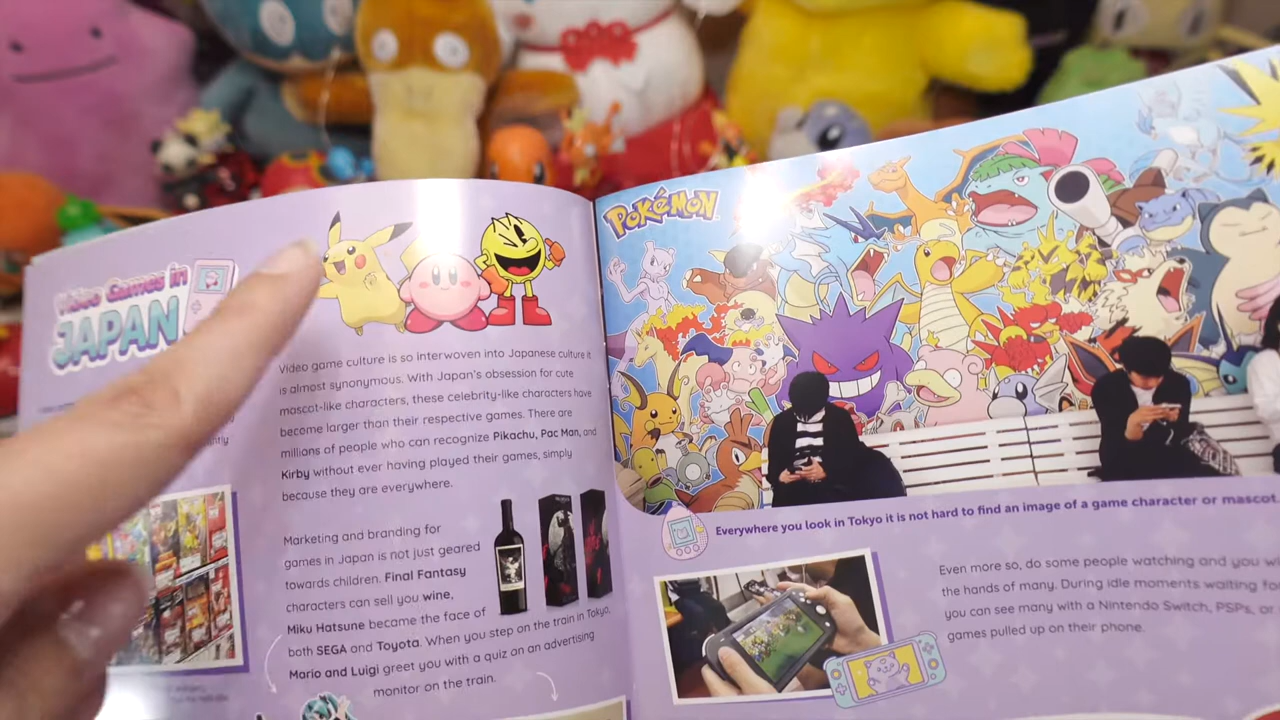 Video Games in
JAPAN
Video game culture is so interwoven into Japanese culture it
is almost synonymous. With Japan's obsession for cute
mascot-like characters, these celebrity-like characters have
become larger than their respective games. There are
millians of people who can recognize Pikachu, Pac Man, and
Kirby without ever having played their games, simply
because they are everywhere.
Marketing and branding for
games in Japan is not just geared
towards children. Final Fantasy
characters can sell you wine,
Miku Hatsune became the face of
both SEGA and Toyota. When you step on the train in Tokyo,
Mario and Luigi greet you with a quiz on an advertising
monitor on the train.
POKéMON
Everywhere you look in Tokyo it is not hard to find an image of a game character or mascot.
Even more so, do some people watching and you wi
the hands of many. During idle moments waiting fo
you can see many with a Nintendo Switch, PSPs, or
games pulled up on their phone.